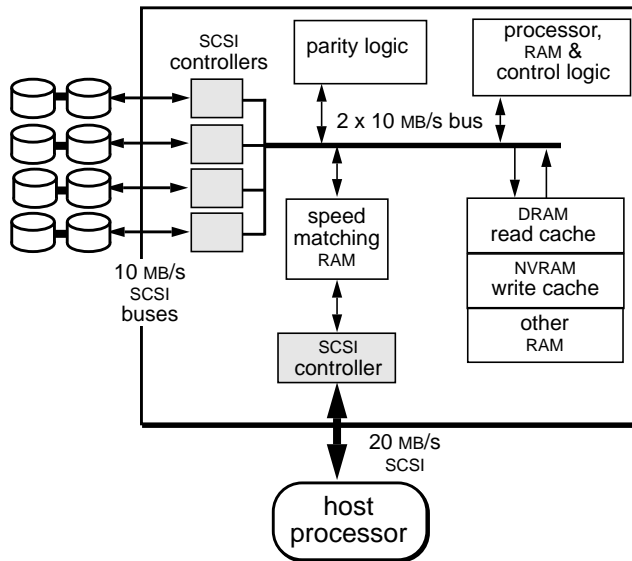 SCSI
controllers
parity logic
processor,
RAM &
control logic
2 x 10 MB/s bus
speed
matching
RAM
DRAM
read cache
NVRAM
write cache
other
RAM
10 MB/s
SCSI
buses
SCSI
controller
20 MB/s
SCSI
host
processor